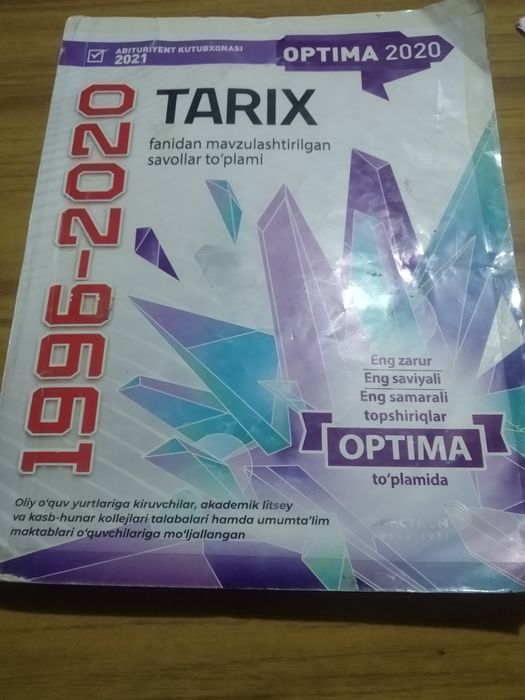 ABITURIYENT KUTUBXONASI
2021
OPTIMA 2020
1996-2020
TARIX
fanidan mavzulashtirilgan
savollar to'plami
Eng zarur
Eng saviyali
Eng samarali
topshiriqlar
OPTIMA
to'plamida
Oliy o'quv yurtlariga kiruvchilar, akademik litsey
va kasb-hunar kollejlari talabalari hamda umumta'lim
maktablari o'quvchilariga mo'ljallangan